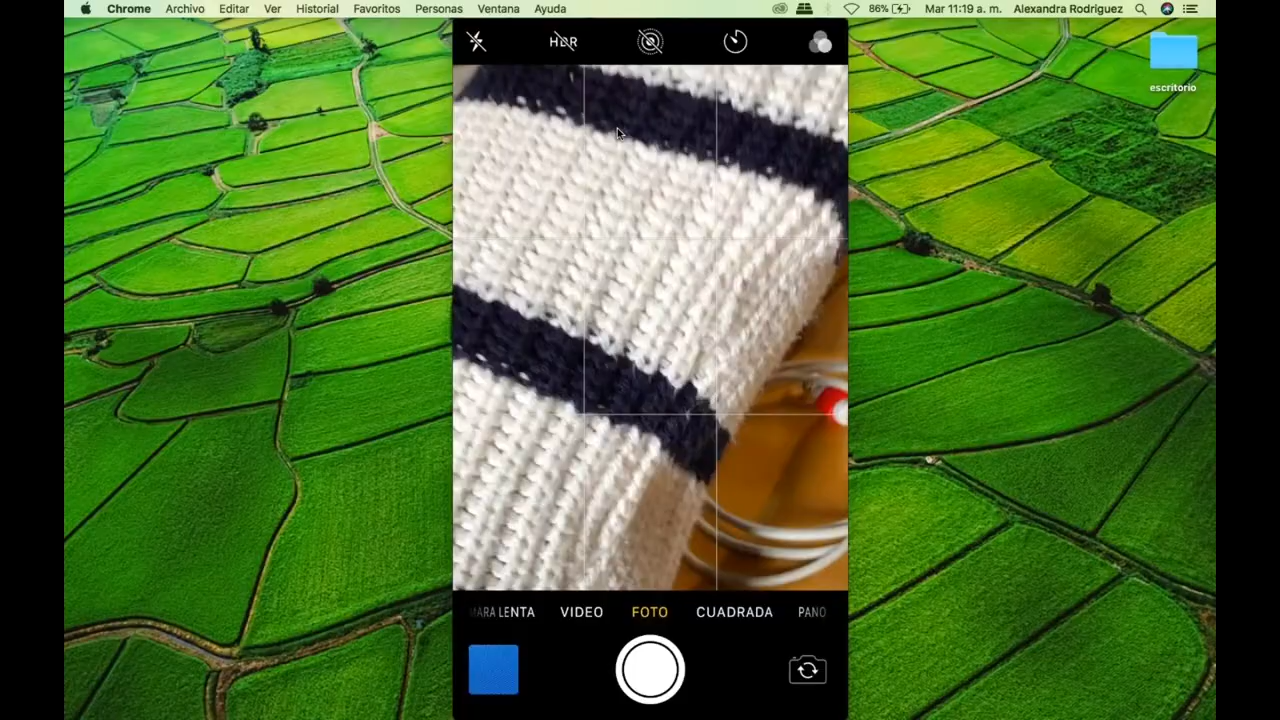 Chrome Archivo Editar Ver Historial Favoritos Personas Ventana Ayuda 86% Mar 11:19 a. m. Alexandra Rodriguez
HDR
escritorio
ARA LENTA VIDEO FOTO CUADRADA PANO